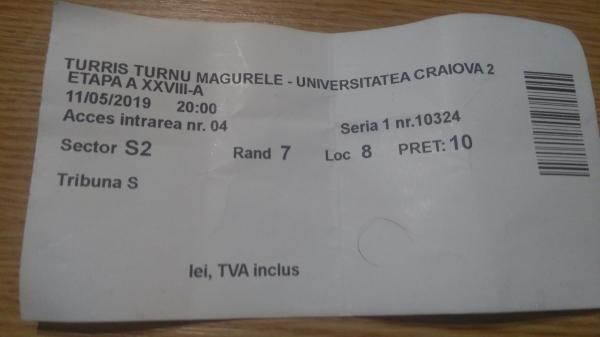 TURRIS TURNU MAGURELE - UNIVERSITATEA CRAIOVA 2
ETAPA A XXVIII-A
11/05/2019 20:00
Acces intrarea nr. 04 Seria 1 nr.10324
Sector S2 Rand 7 Loc 8 PRET: 10
Tribuna S
lei, TVA inclus